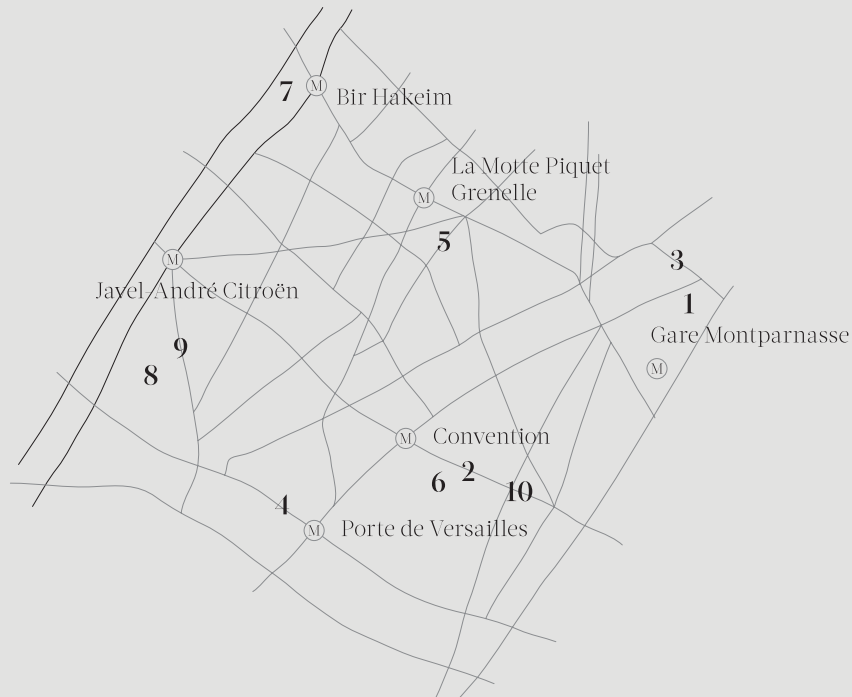 7
M
Bir Hakeim
La Motte Piquet
M
Grenelle
5
3
M
Javel-André Citroën
1
Gare Montparnasse
9
8
M
M
Convention
6
2
10
4
M
Porte de Versailles